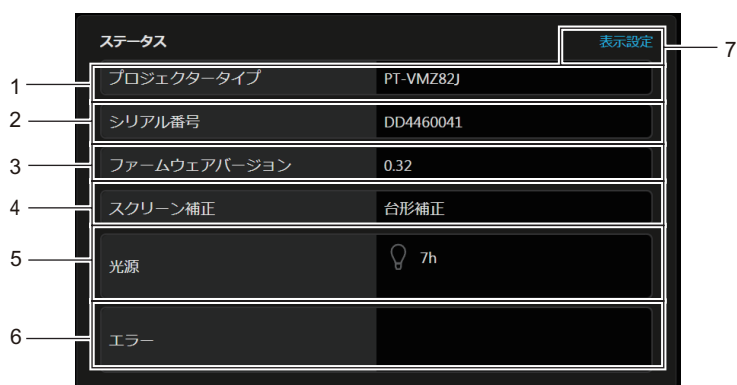 ステータス 表示設定 7
1 プロジェクタータイプ PT-VMZ82J
2 シリアル番号 DD4460041
3 ファームウェアバージョン 0.32
4 スクリーン補正 台形補正
5 光源 7h
6 エラー